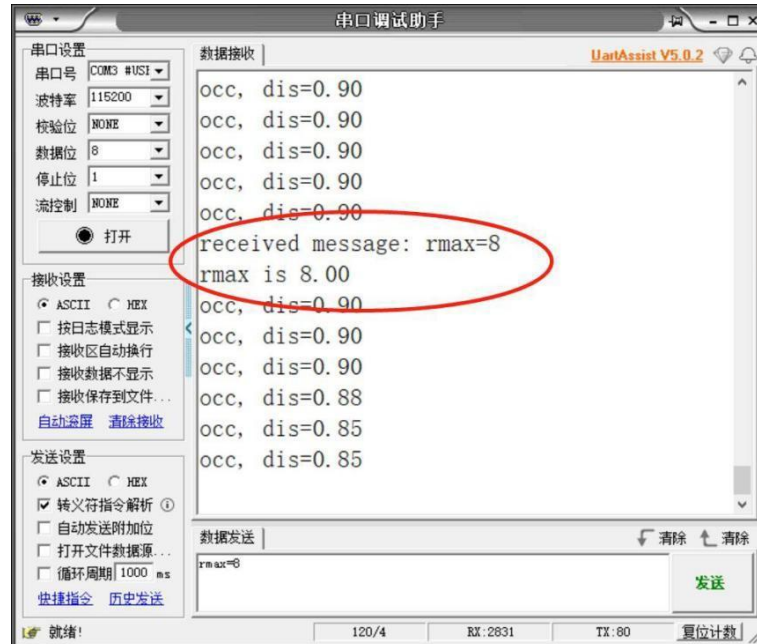 串口调试助手
串口设置
串口号 COM3 #USI
波特率 115200
校验位 NONE
数据位 8
停止位 1
流控制 NONE
打开
接收设置
ASCII HEX
按日志模式显示
接收区自动换行
接收数据不显示
接收保存到文件...
自动滚屏 清除接收
发送设置
ASCII HEX
转义符指令解析
自动发送附加位
打开文件数据源...
循环周期 1000 ms
快捷指令 历史发送
数据接收 UartAssist V5.0.2
occ, dis=0.90
occ, dis=0.90
occ, dis=0.90
occ, dis=0.90
occ, dis=0.90
received message: rmax=8
rmax is 8.00
occ, dis=0.90
occ, dis=0.90
occ, dis=0.90
occ, dis=0.88
occ, dis=0.85
occ, dis=0.85
数据发送 清除 清除
rmax=8
发送
就绪! 120/4 RX:2831 TX:80 复位计数